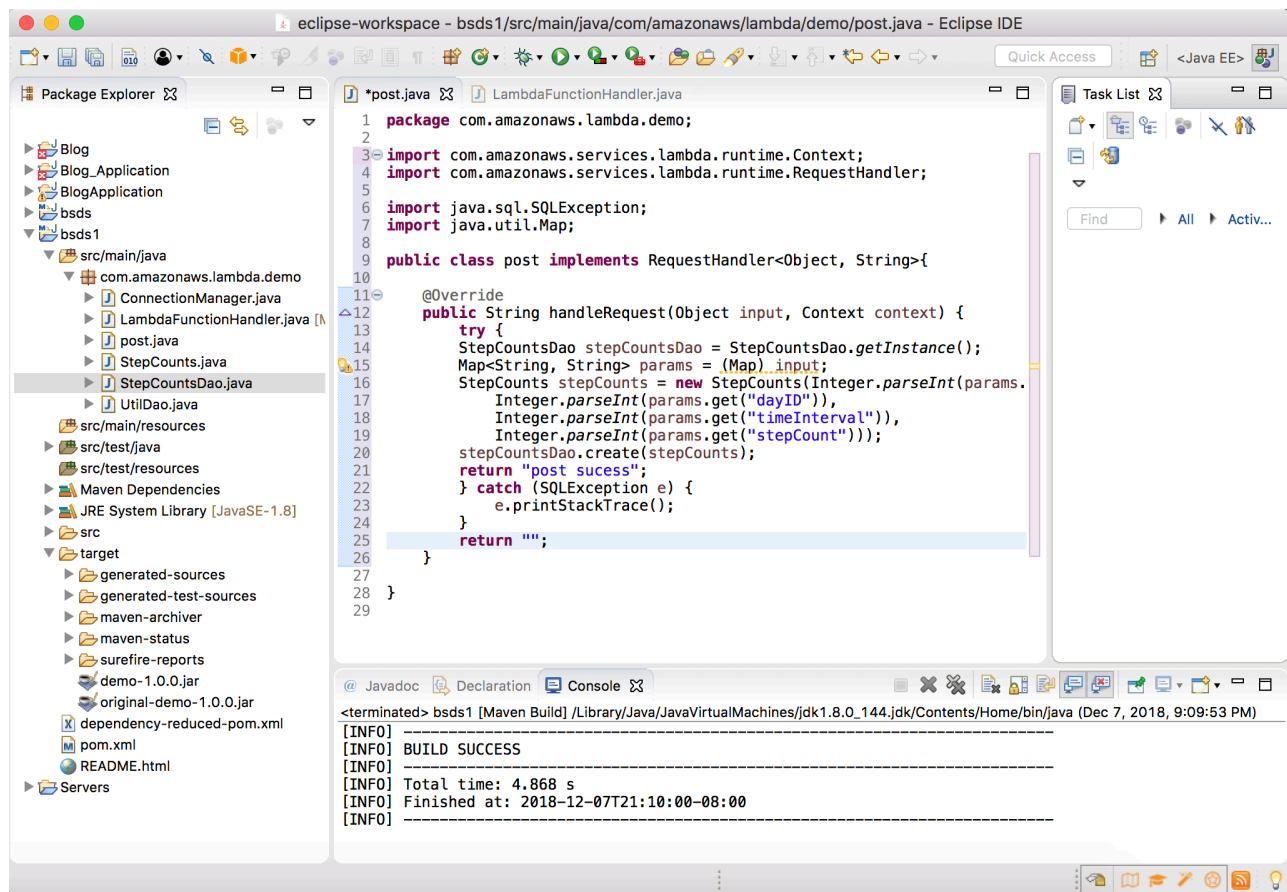 eclipse-workspace - bsds1/src/main/java/com/amazonaws/lambda/demo/post.java - Eclipse IDE
Quick Access
<Java EE>
Package Explorer
Blog
Blog_Application
BlogApplication
bsds
bsds1
src/main/java
com.amazonaws.lambda.demo
ConnectionManager.java
LambdaFunctionHandler.java [M
post.java
StepCounts.java
StepCountsDao.java
UtilDao.java
src/main/resources
src/test/java
src/test/resources
Maven Dependencies
JRE System Library [JavaSE-1.8]
src
target
generated-sources
generated-test-sources
maven-archiver
maven-status
surefire-reports
demo-1.0.0.jar
original-demo-1.0.0.jar
dependency-reduced-pom.xml
pom.xml
README.html
Servers
*post.java LambdaFunctionHandler.java
1 package com.amazonaws.lambda.demo;
2
3 import com.amazonaws.services.lambda.runtime.Context;
4 import com.amazonaws.services.lambda.runtime.RequestHandler;
5
6 import java.sql.SQLException;
7 import java.util.Map;
8
9 public class post implements RequestHandler<Object, String>{
10
11 @Override
12 public String handleRequest(Object input, Context context) {
13 try {
14 StepCountsDao stepCountsDao = StepCountsDao.getInstance();
15 Map<String, String> params = (Map) input;
16 StepCounts stepCounts = new StepCounts(Integer.parseInt(params.
17 Integer.parseInt(params.get("dayID")),
18 Integer.parseInt(params.get("timeInterval")),
19 Integer.parseInt(params.get("stepCount")));
20 stepCountsDao.create(stepCounts);
21 return "post sucess";
22 } catch (SQLException e) {
23 e.printStackTrace();
24 }
25 return "";
26 }
27
28 }
29
Task List
Find All Activ...
@ Javadoc Declaration Console
<terminated> bsds1 [Maven Build] /Library/Java/JavaVirtualMachines/jdk1.8.0_144.jdk/Contents/Home/bin/java (Dec 7, 2018, 9:09:53 PM)
[INFO] ------------------------------------------------------------------------
[INFO] BUILD SUCCESS
[INFO] ------------------------------------------------------------------------
[INFO] Total time: 4.868 s
[INFO] Finished at: 2018-12-07T21:10:00-08:00
[INFO] ------------------------------------------------------------------------